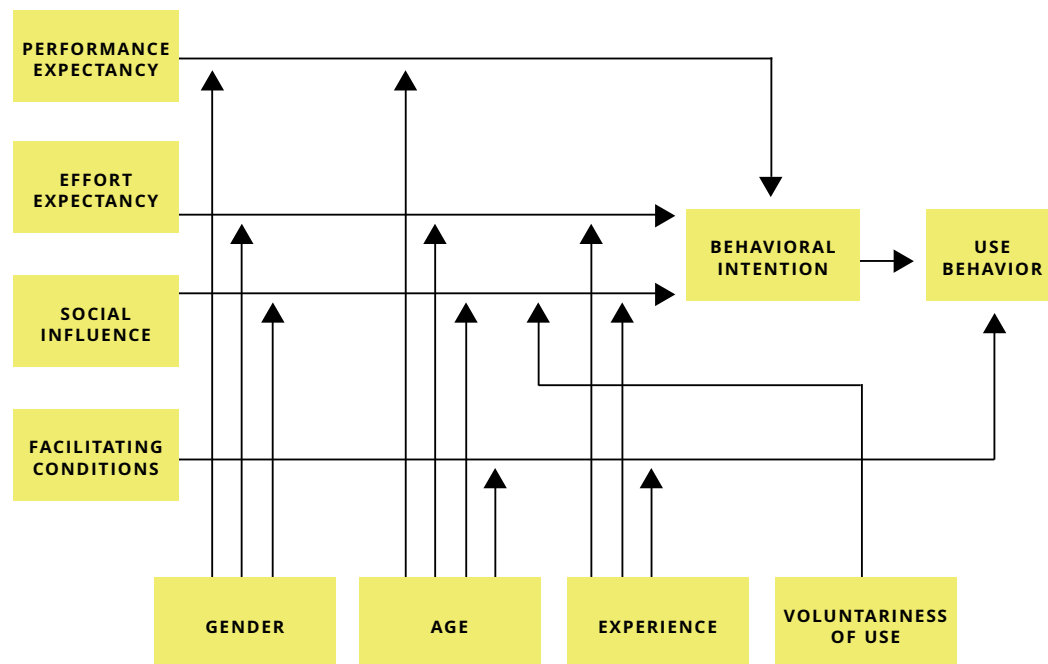 PERFORMANCE
EXPECTANCY
EFFORT
EXPECTANCY
SOCIAL
INFLUENCE
FACILITATING
CONDITIONS
BEHAVIORAL
INTENTION
USE
BEHAVIOR
GENDER
AGE
EXPERIENCE
VOLUNTARINESS
OF USE